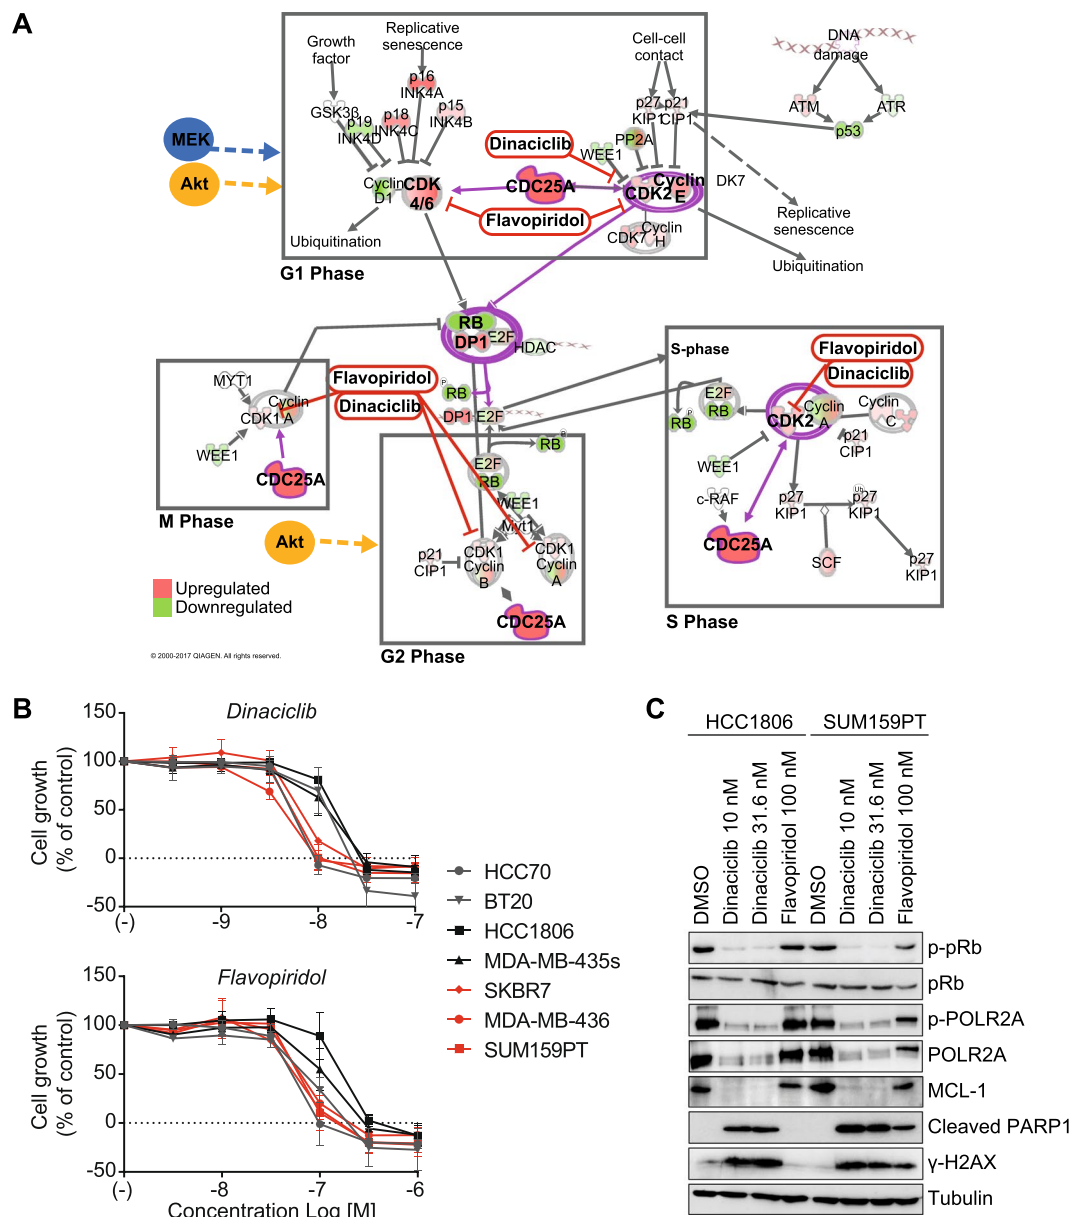 A
Growth
factor
Replicative
senescence
Cell-cell
contact
DNA
damage
p16
INK4A
GSK3β
p19
INK4D
p18
INK4C
p15
INK4B
p27
KIP1
p21
CIP1
ATM
ATR
p53
MEK
Akt
Dinaciclib
WEE1
PP2A
Cyclin
D1
CDK
4/6
CDC25A
CDK2
Cyclin
E
DK7
Flavopiridol
CDK7
Cyclin
H
Replicative
senescence
Ubiquitination
Ubiquitination
G1 Phase
RB
DP1
E2F
HDAC
MYT1
Cyclin
A
CDK1
WEE1
CDC25A
M Phase
Flavopiridol
Dinaciclib
P
RB
DP1
E2F
RB
E2F
RB
WEE1
Myt1
Akt
p21
CIP1
CDK1
Cyclin
B
CDK1
Cyclin
A
CDC25A
G2 Phase
S-phase
Flavopiridol
Dinaciclib
E2F
RB
P
RB
CDK2
Cyclin
A
Cyclin
C
p21
CIP1
WEE1
c-RAF
p27
KIP1
Ub
p27
KIP1
CDC25A
SCF
p27
KIP1
S Phase
Upregulated
Downregulated
© 2000-2017 QIAGEN. All rights reserved.
B
Dinaciclib
Cell growth
(% of control)
150
100
50
0
-50
(-)
-9
-8
-7
Flavopiridol
Cell growth
(% of control)
150
100
50
0
-50
(-)
-8
-7
-6
Concentration Log [M]
HCC70
BT20
HCC1806
MDA-MB-435s
SKBR7
MDA-MB-436
SUM159PT
C
HCC1806
SUM159PT
DMSO
Dinaciclib 10 nM
Dinaciclib 31.6 nM
Flavopiridol 100 nM
DMSO
Dinaciclib 10 nM
Dinaciclib 31.6 nM
Flavopiridol 100 nM
p-pRb
pRb
p-POLR2A
POLR2A
MCL-1
Cleaved PARP1
γ-H2AX
Tubulin